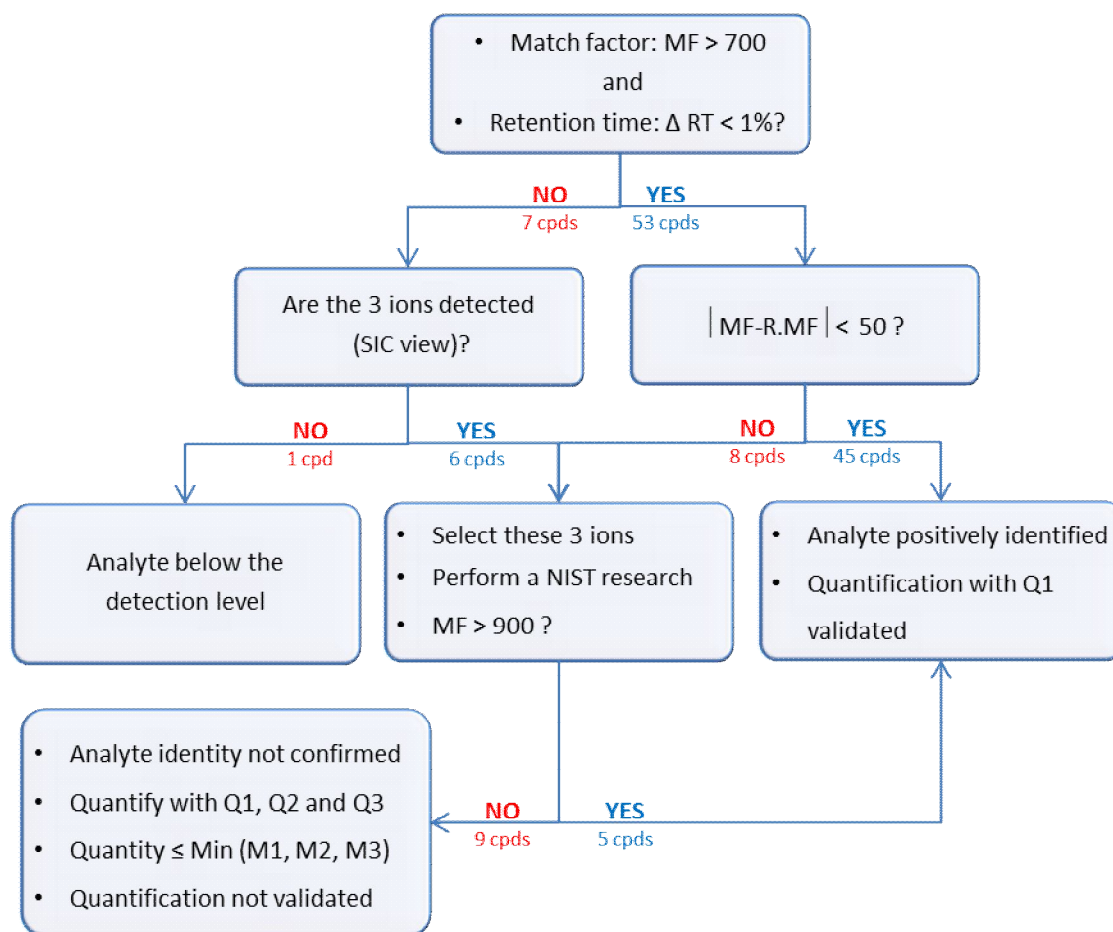 • Match factor: MF > 700
and
• Retention time: Δ RT < 1%?
NO
7 cpds
YES
53 cpds
Are the 3 ions detected
(SIC view)?
|MF-R.MF| < 50 ?
NO
1 cpd
YES
6 cpds
NO
8 cpds
YES
45 cpds
Analyte below the
detection level
• Select these 3 ions
• Perform a NIST research
• MF > 900 ?
• Analyte positively identified
• Quantification with Q1
validated
• Analyte identity not confirmed
• Quantify with Q1, Q2 and Q3
• Quantity ≤ Min (M1, M2, M3)
• Quantification not validated
NO
9 cpds
YES
5 cpds